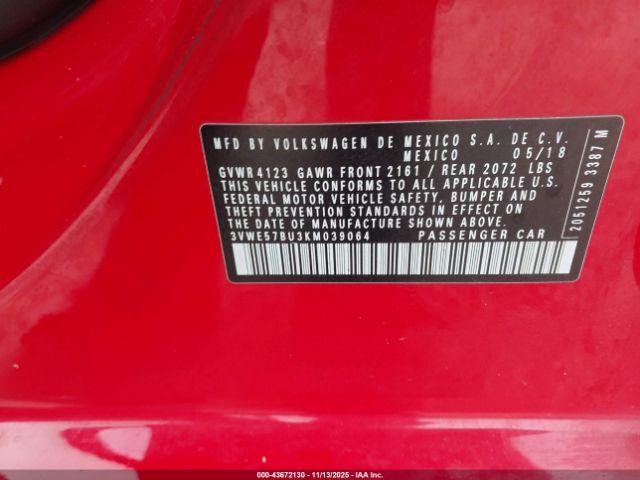 MFD BY VOLKSWAGEN DE MEXICO S.A. DE C.V.
MEXICO 05/18
GVWR 4123 GAWR FRONT 2161 / REAR 2072 LBS
THIS VEHICLE CONFORMS TO ALL APPLICABLE U.S.
FEDERAL MOTOR VEHICLE SAFETY, BUMPER AND
THEFT PREVENTION STANDARDS IN EFFECT ON
THE DATE OF MANUFACTURE SHOWN ABOVE.
3VWE57BU3KM039064 PASSENGER CAR
2051259 3387 M
000-43672130 - 11/13/2025 - IAA Inc.